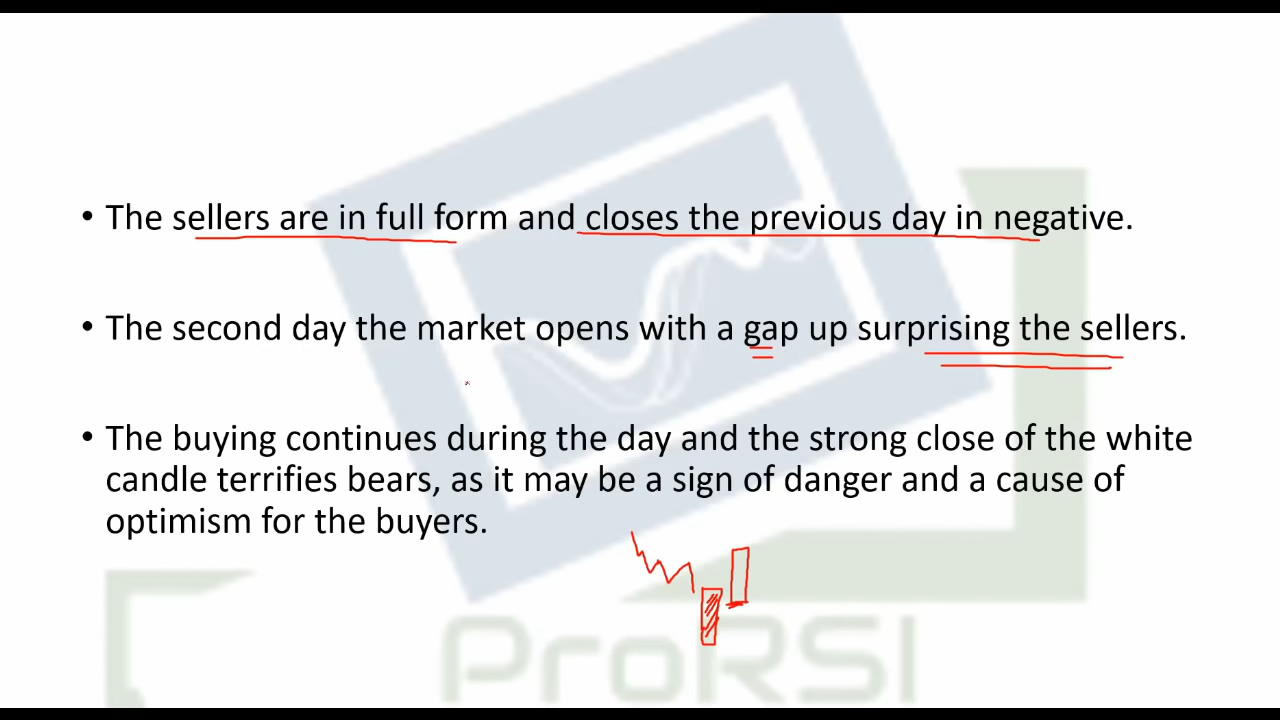 • The sellers are in full form and closes the previous day in negative.
• The second day the market opens with a gap up surprising the sellers.
• The buying continues during the day and the strong close of the white
candle terrifies bears, as it may be a sign of danger and a cause of
optimism for the buyers.
ProRSI